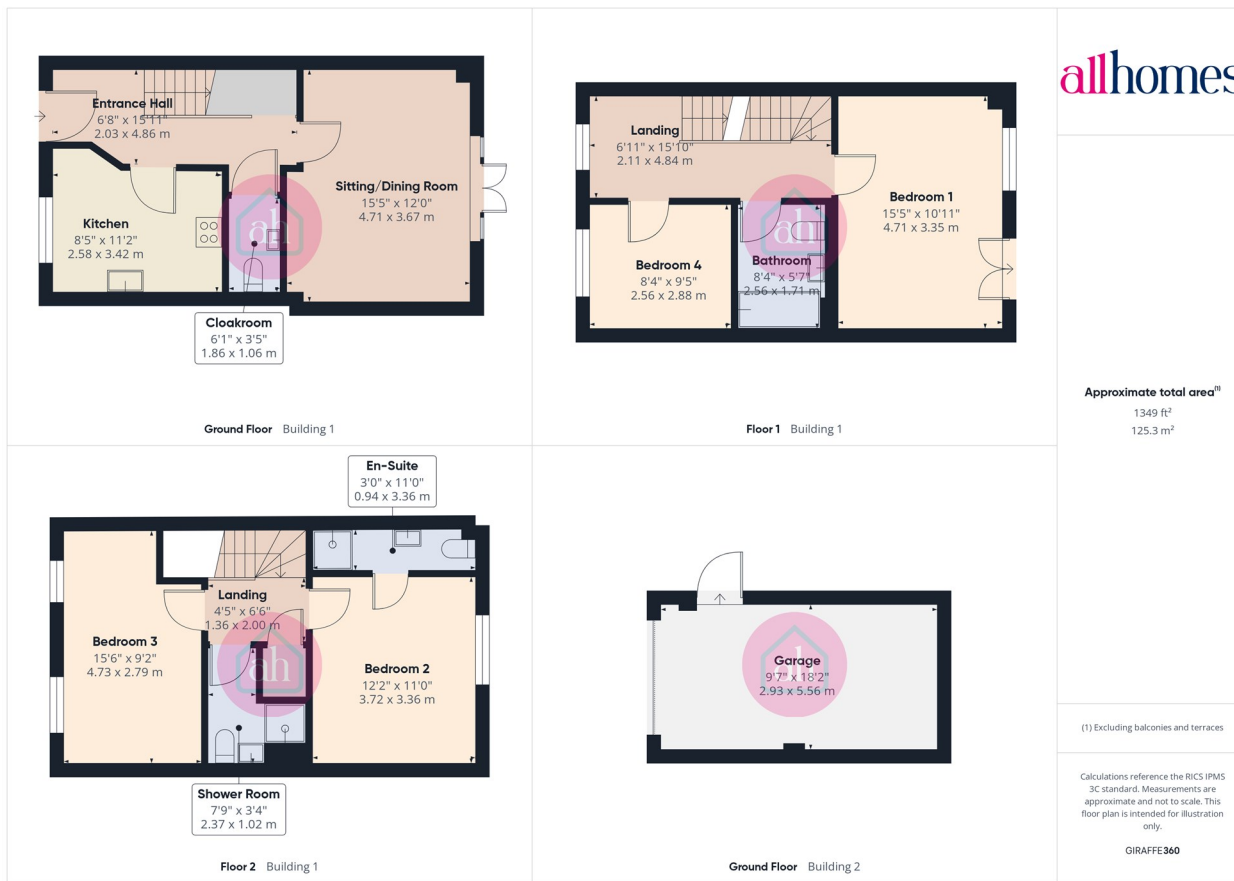 Entrance Hall
6'8" x 15'11"
2.03 x 4.86 m
Kitchen
8'5" x 11'2"
2.58 x 3.42 m
Sitting/Dining Room
15'5" x 12'0"
4.71 x 3.67 m
ah
Cloakroom
6'1" x 3'5"
1.86 x 1.06 m
Ground Floor Building 1
Landing
6'11" x 15'10"
2.11 x 4.84 m
Bedroom 1
15'5" x 10'11"
4.71 x 3.35 m
Bedroom 4
8'4" x 9'5"
2.56 x 2.88 m
ah
Bathroom
8'4" x 5'7"
2.56 x 1.71 m
Floor 1 Building 1
allhomes
Approximate total area(1)
1349 ft²
125.3 m²
En-Suite
3'0" x 11'0"
0.94 x 3.36 m
Landing
4'5" x 6'6"
1.36 x 2.00 m
Bedroom 3
15'6" x 9'2"
4.73 x 2.79 m
ah
Bedroom 2
12'2" x 11'0"
3.72 x 3.36 m
Shower Room
7'9" x 3'4"
2.37 x 1.02 m
Floor 2 Building 1
Garage
9'7" x 18'2"
2.93 x 5.56 m
ah
Ground Floor Building 2
(1) Excluding balconies and terraces
Calculations reference the RICS IPMS
3C standard. Measurements are
approximate and not to scale. This
floor plan is intended for illustration
only.
GIRAFFE360